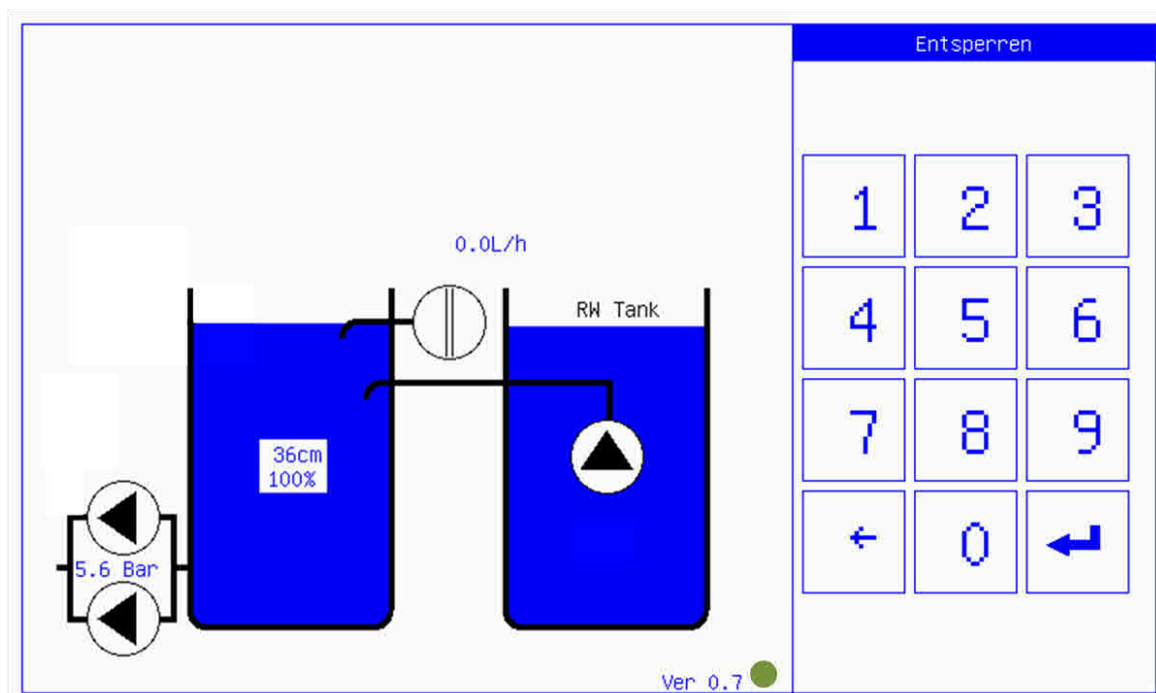 Entsperren
0.0L/h
RW Tank
36cm
100%
5.6 Bar
Ver 0.7
1 2 3
4 5 6
7 8 9
← 0